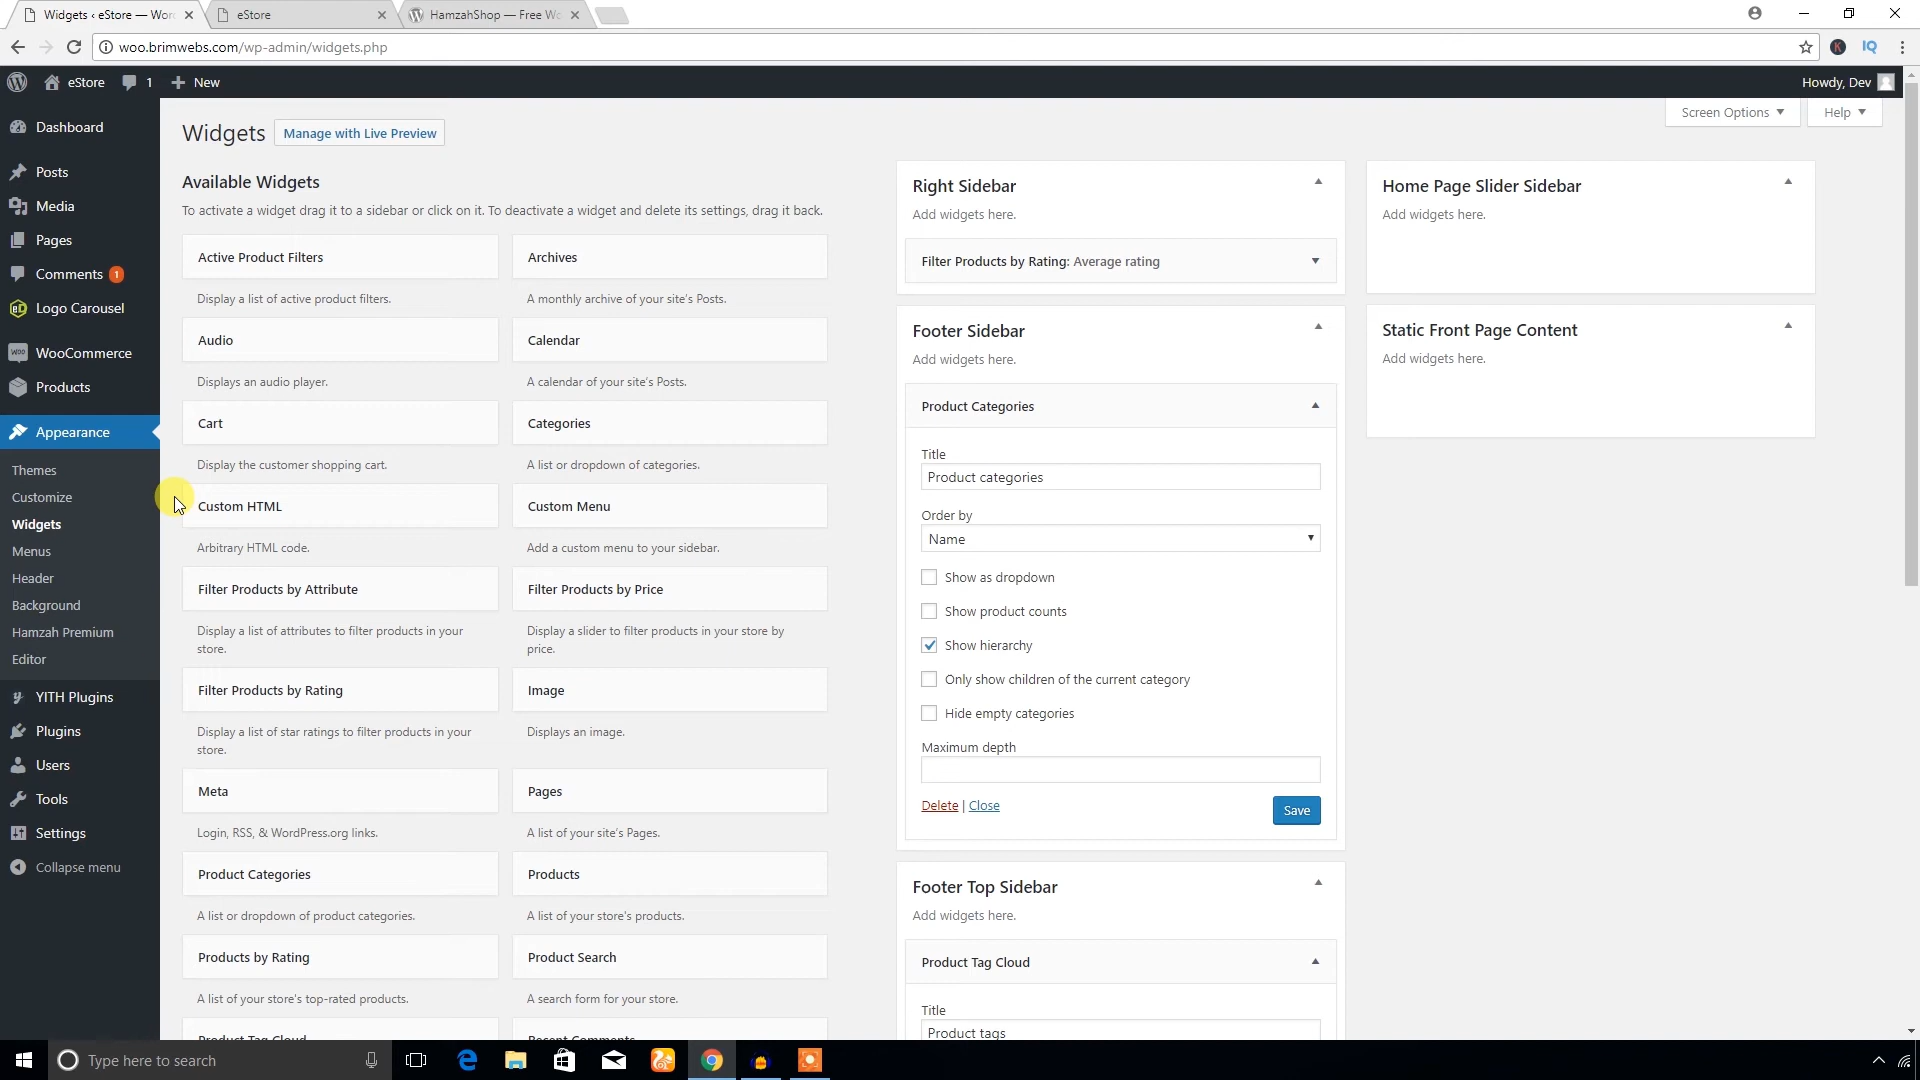 Widgets ‹ eStore — Wor
eStore
HamzahShop — Free Wo
woo.brimwebs.com/wp-admin/widgets.php
K
IQ
eStore
1
New
Howdy, Dev
Screen Options
Help
Dashboard
Posts
Media
Pages
Comments 1
Logo Carousel
WooCommerce
Products
Appearance
Themes
Customize
Widgets
Menus
Header
Background
Hamzah Premium
Editor
YITH Plugins
Plugins
Users
Tools
Settings
Collapse menu
Widgets
Manage with Live Preview
Available Widgets
To activate a widget drag it to a sidebar or click on it. To deactivate a widget and delete its settings, drag it back.
Active Product Filters
Archives
Display a list of active product filters.
A monthly archive of your site's Posts.
Audio
Calendar
Displays an audio player.
A calendar of your site's Posts.
Cart
Categories
Display the customer shopping cart.
A list or dropdown of categories.
Custom HTML
Custom Menu
Arbitrary HTML code.
Add a custom menu to your sidebar.
Filter Products by Attribute
Filter Products by Price
Display a list of attributes to filter products in your
store.
Display a slider to filter products in your store by
price.
Filter Products by Rating
Image
Display a list of star ratings to filter products in your
store.
Displays an image.
Meta
Pages
Login, RSS, & WordPress.org links.
A list of your site's Pages.
Product Categories
Products
A list or dropdown of product categories.
A list of your store's products.
Products by Rating
Product Search
A list of your store's top-rated products.
A search form for your store.
Product Tag Cloud
Recent Comments
Right Sidebar
Add widgets here.
Filter Products by Rating: Average rating
Footer Sidebar
Add widgets here.
Product Categories
Title
Product categories
Order by
Name
Show as dropdown
Show product counts
Show hierarchy
Only show children of the current category
Hide empty categories
Maximum depth
Delete | Close
Save
Footer Top Sidebar
Add widgets here.
Product Tag Cloud
Title
Product tags
Home Page Slider Sidebar
Add widgets here.
Static Front Page Content
Add widgets here.
Type here to search